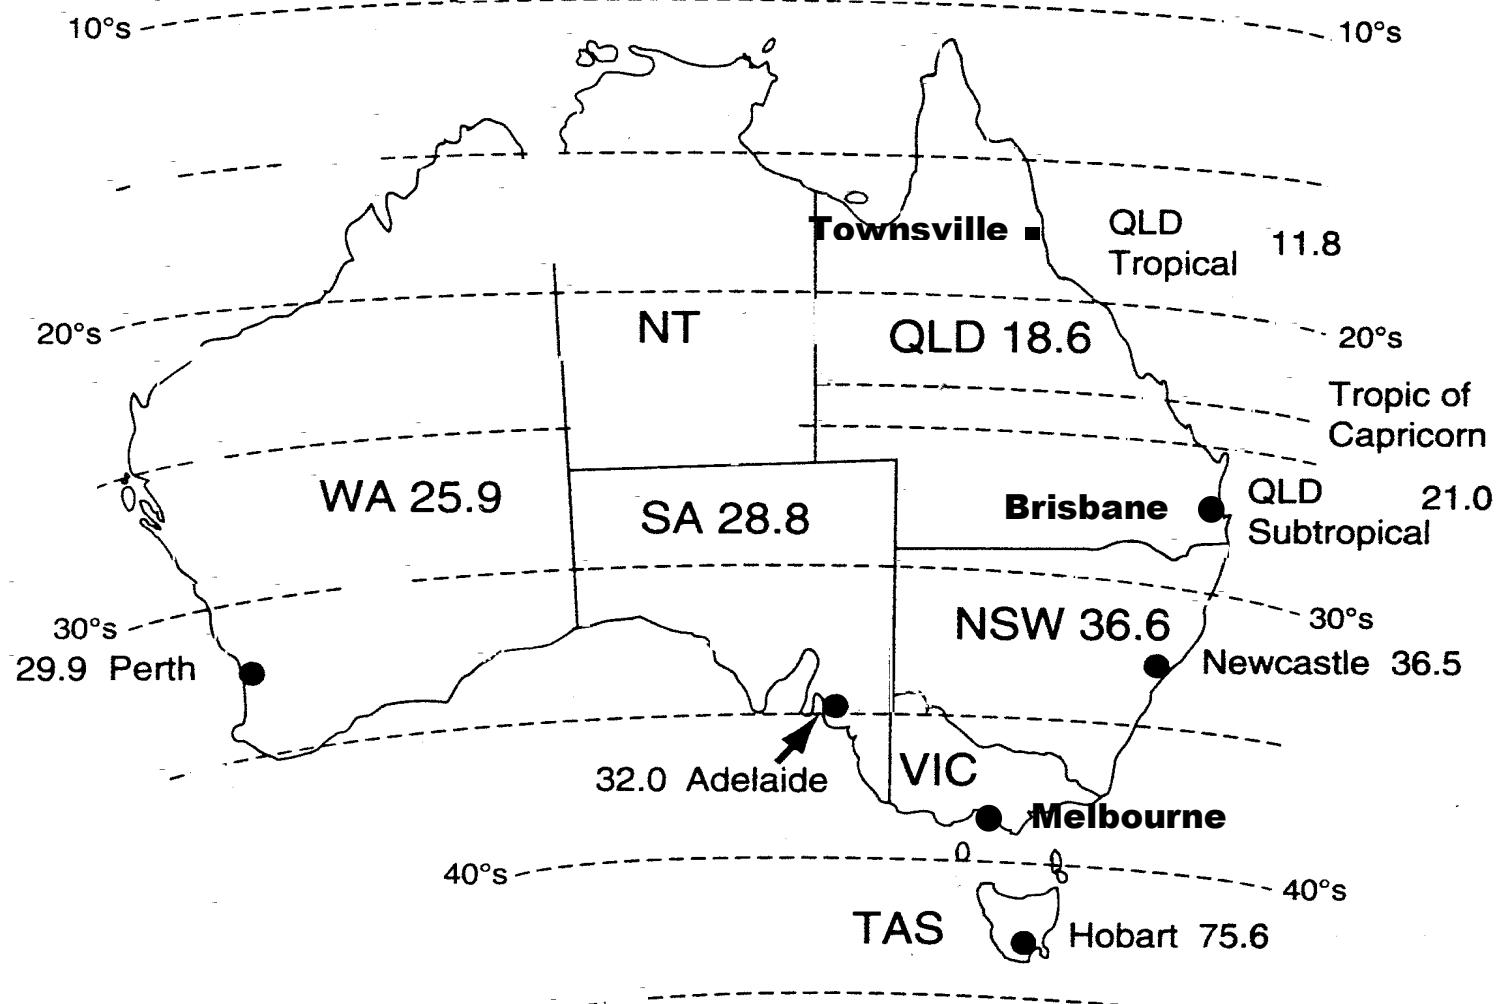 10°s
10°s
Townsville
QLD
Tropical
11.8
20°s
NT
QLD 18.6
20°s
Tropic of
Capricorn
WA 25.9
SA 28.8
Brisbane
QLD
Subtropical
21.0
30°s
NSW 36.6
30°s
29.9 Perth
Newcastle 36.5
32.0 Adelaide
VIC
Melbourne
40°s
40°s
TAS
Hobart 75.6